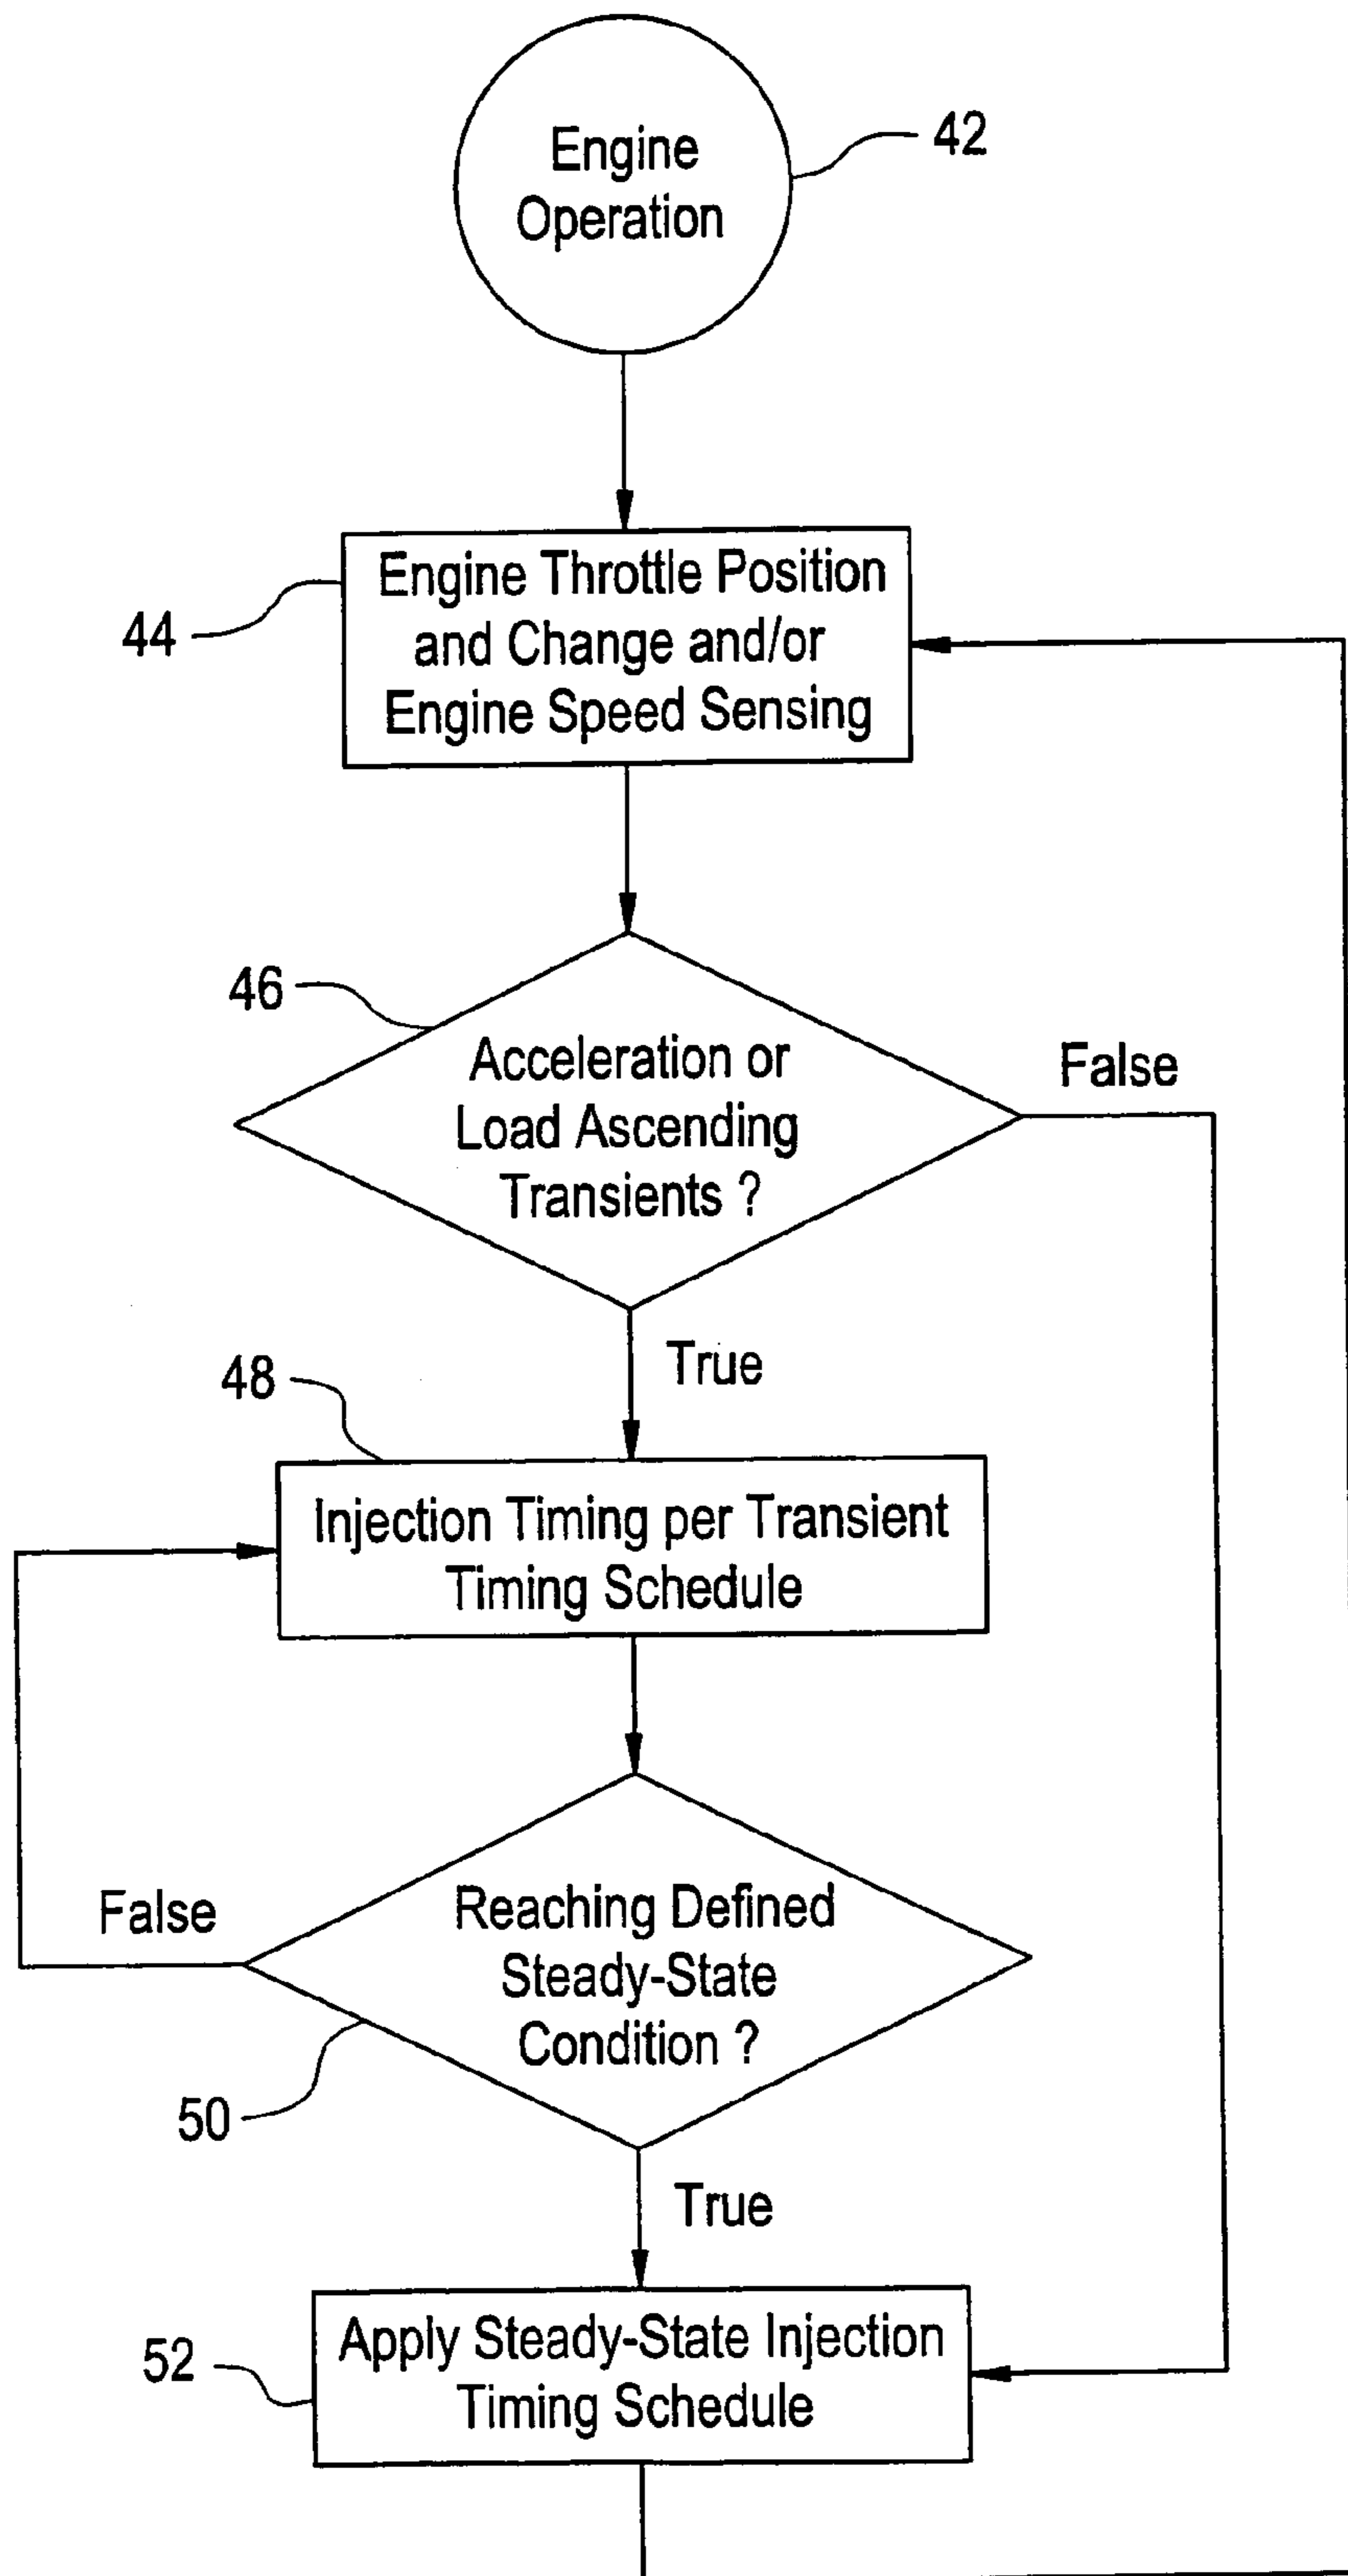 Engine
Operation
42
Engine Throttle Position
and Change and/or
Engine Speed Sensing
44
46
Acceleration or
Load Ascending
Transients ?
False
True
48
Injection Timing per Transient
Timing Schedule
False
Reaching Defined
Steady-State
Condition ?
50
True
52
Apply Steady-State Injection
Timing Schedule